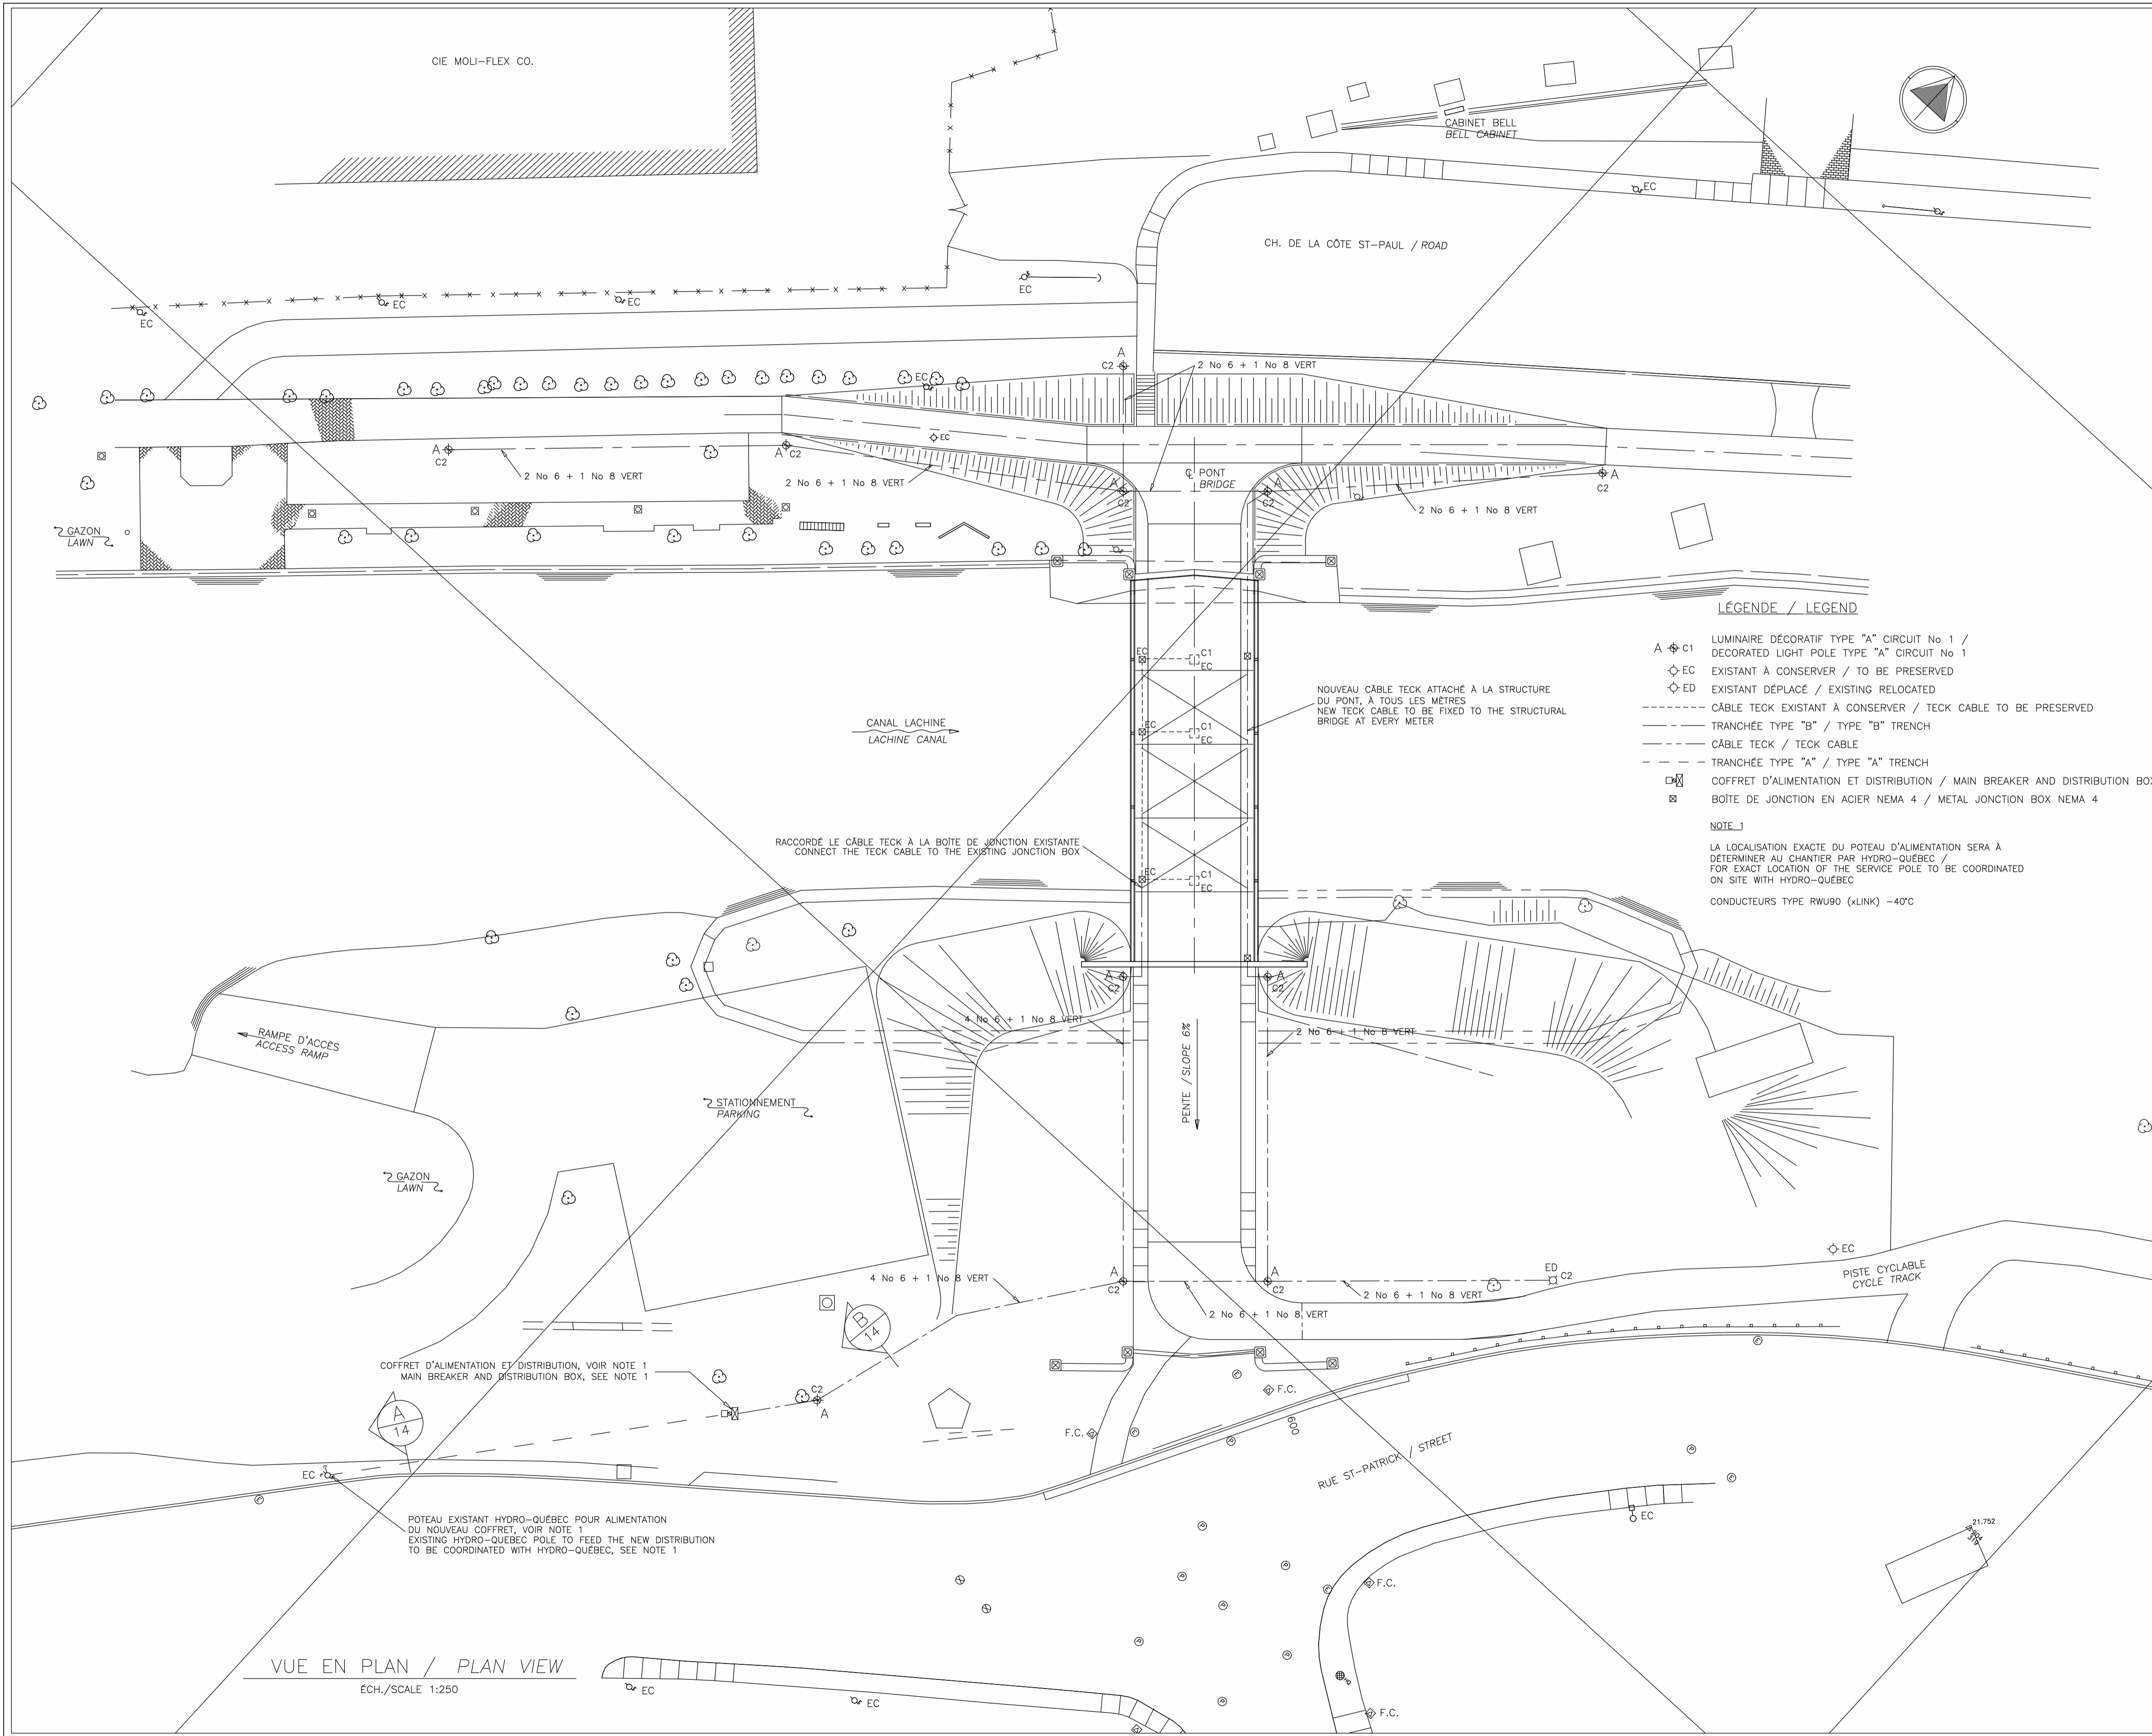 CIE MOLI-FLEX CO.
CABINET BELL
BELL CABINET
EC
CH. DE LA CÔTE ST-PAUL / ROAD
EC
EC
EC
EC
A
C2
2 No 6 + 1 No 8 VERT
EC
EC
A
C2
A
C2
2 No 6 + 1 No 8 VERT
2 No 6 + 1 No 8 VERT
℄ PONT
BRIDGE
A
C2
A
C2
A
C2
2 No 6 + 1 No 8 VERT
GAZON
LAWN
LÉGENDE / LEGEND
A C1
LUMINAIRE DÉCORATIF TYPE "A" CIRCUIT No 1 /
DECORATED LIGHT POLE TYPE "A" CIRCUIT No 1
EC EXISTANT À CONSERVER / TO BE PRESERVED
ED EXISTANT DÉPLACÉ / EXISTING RELOCATED
CÂBLE TECK EXISTANT À CONSERVER / TECK CABLE TO BE PRESERVED
TRANCHÉE TYPE "B" / TYPE "B" TRENCH
CÂBLE TECK / TECK CABLE
TRANCHÉE TYPE "A" / TYPE "A" TRENCH
COFFRET D'ALIMENTATION ET DISTRIBUTION / MAIN BREAKER AND DISTRIBUTION BOX
BOÎTE DE JONCTION EN ACIER NEMA 4 / METAL JONCTION BOX NEMA 4
NOTE 1
LA LOCALISATION EXACTE DU POTEAU D'ALIMENTATION SERA À
DÉTERMINER AU CHANTIER PAR HYDRO-QUÉBEC /
FOR EXACT LOCATION OF THE SERVICE POLE TO BE COORDINATED
ON SITE WITH HYDRO-QUÉBEC
CONDUCTEURS TYPE RWU90 (xLINK) -40°C
EC
C1
EC
NOUVEAU CÂBLE TECK ATTACHÉ À LA STRUCTURE
DU PONT, À TOUS LES MÈTRES
NEW TECK CABLE TO BE FIXED TO THE STRUCTURAL
BRIDGE AT EVERY METER
CANAL LACHINE
LACHINE CANAL
EC
C1
EC
RACCORDÉ LE CÂBLE TECK À LA BOÎTE DE JONCTION EXISTANTE
CONNECT THE TECK CABLE TO THE EXISTING JONCTION BOX
EC
C1
EC
A
C2
A
C2
4 No 6 + 1 No 8 VERT
2 No 6 + 1 No 8 VERT
RAMPE D'ACCÈS
ACCESS RAMP
PENTE / SLOPE 6%
STATIONNEMENT
PARKING
GAZON
LAWN
EC
PISTE CYCLABLE
CYCLE TRACK
4 No 6 + 1 No 8 VERT
A
C2
A
C2
ED
C2
2 No 6 + 1 No 8 VERT
2 No 6 + 1 No 8 VERT
B
14
COFFRET D'ALIMENTATION ET DISTRIBUTION, VOIR NOTE 1
MAIN BREAKER AND DISTRIBUTION BOX, SEE NOTE 1
C2
A
A
14
F.C.
F.C.
600
RUE ST-PATRICK / STREET
EC
POTEAU EXISTANT HYDRO-QUÉBEC POUR ALIMENTATION
DU NOUVEAU COFFRET, VOIR NOTE 1
EXISTING HYDRO-QUEBEC POLE TO FEED THE NEW DISTRIBUTION
TO BE COORDINATED WITH HYDRO-QUÉBEC, SEE NOTE 1
EC
21.752
F.C.
F.C.
VUE EN PLAN / PLAN VIEW
ÉCH./SCALE 1:250
EC
EC